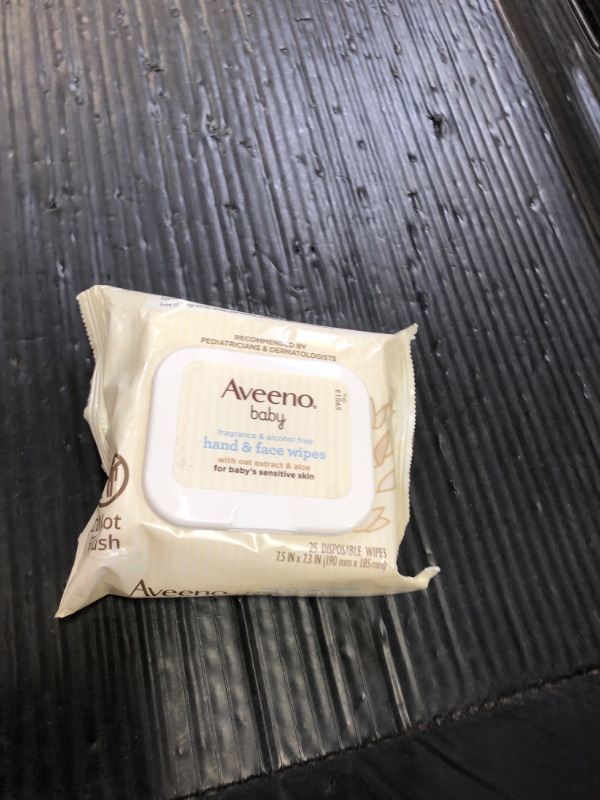 RECOMMENDED BY
PEDIATRICIANS & DERMATOLOGISTS
Aveeno®
baby
fragrance & alcohol free
hand & face wipes
with oat extract & aloe
for baby's sensitive skin
Do Not
Flush
25 DISPOSABLE WIPES
7.5 IN x 7.3 IN (190 mm x 185 mm)
Aveeno